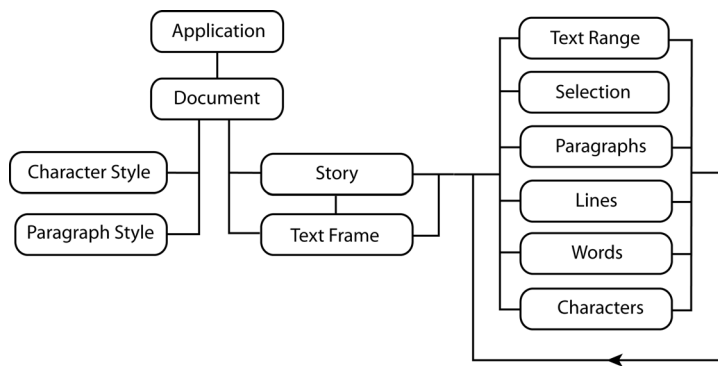 Application
Document
Character Style
Paragraph Style
Story
Text Frame
Text Range
Selection
Paragraphs
Lines
Words
Characters